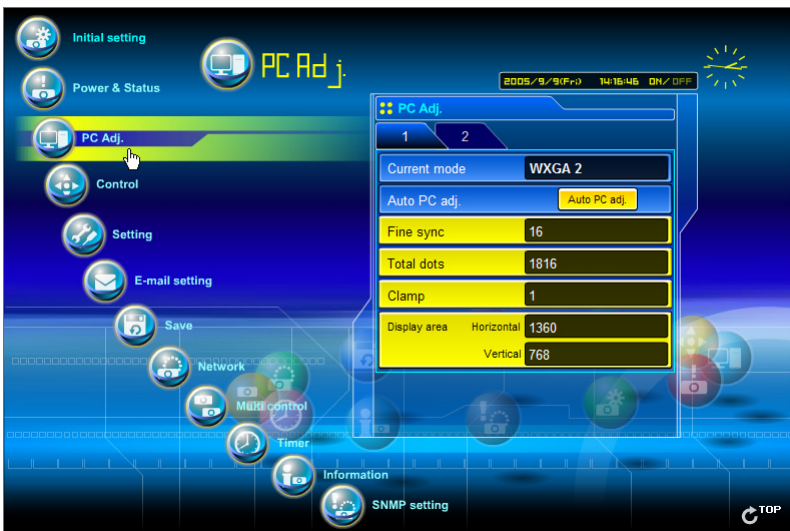 Initial setting
Power & Status
PC Adj.
Control
Setting
E-mail setting
Save
Network
Multi control
Timer
Information
SNMP setting
PC Adj.
2005/9/9(Fri) 14:16:46 ON/OFF
PC Adj.
1 2
Current mode WXGA 2
Auto PC adj. Auto PC adj.
Fine sync 16
Total dots 1816
Clamp 1
Display area Horizontal 1360
Vertical 768
TOP